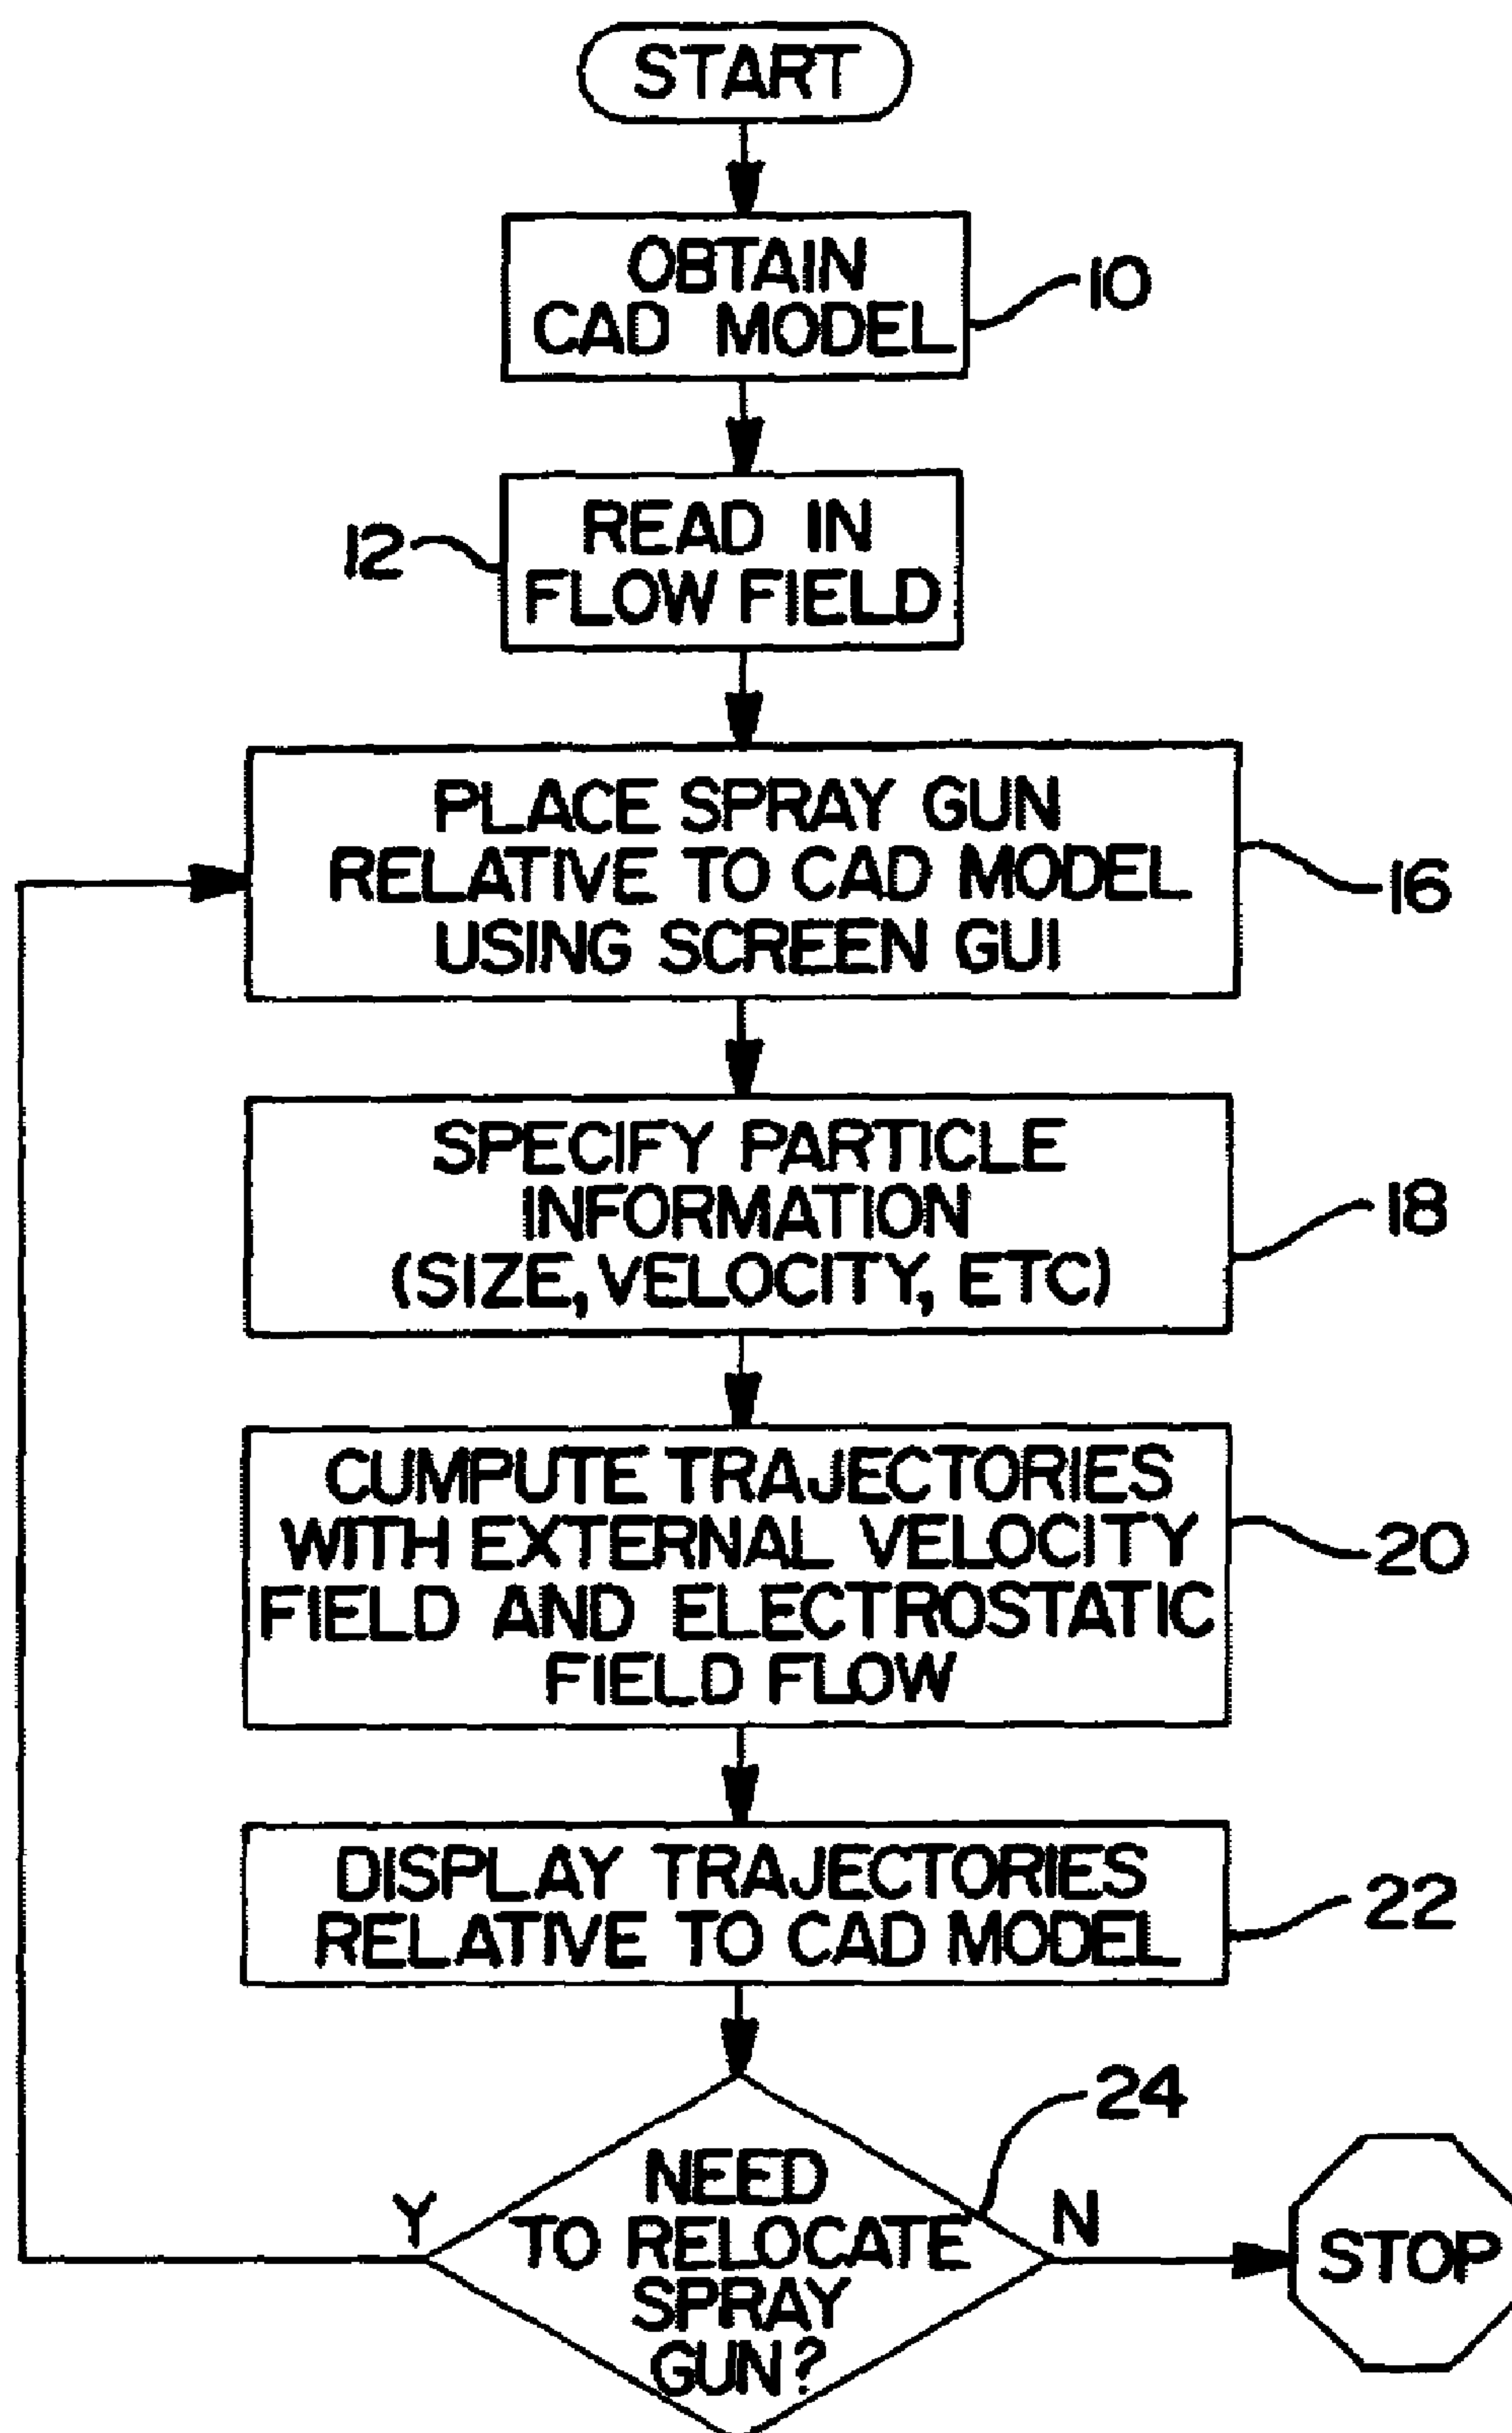 START
OBTAIN
CAD MODEL
10
READ IN
FLOW FIELD
12
PLACE SPRAY GUN
RELATIVE TO CAD MODEL
USING SCREEN GUI
16
SPECIFY PARTICLE
INFORMATION
(SIZE, VELOCITY, ETC)
18
CUMPUTE TRAJECTORIES
WITH EXTERNAL VELOCITY
FIELD AND ELECTROSTATIC
FIELD FLOW
20
DISPLAY TRAJECTORIES
RELATIVE TO CAD MODEL
22
24
NEED
TO RELOCATE
SPRAY
GUN?
Y
N
STOP